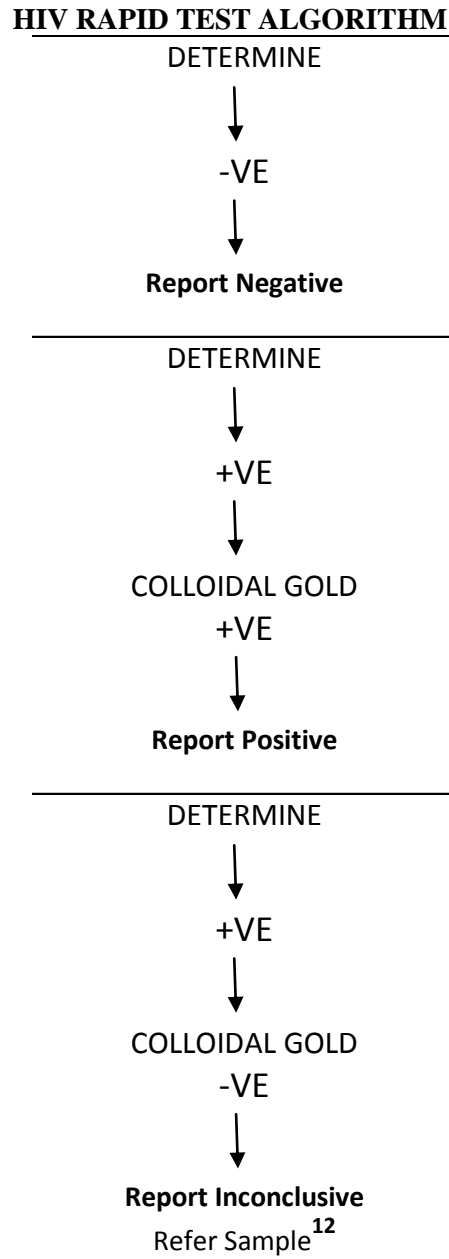 HIV RAPID TEST ALGORITHM
DETERMINE
-VE
Report Negative
DETERMINE
+VE
COLLOIDAL GOLD
+VE
Report Positive
DETERMINE
+VE
COLLOIDAL GOLD
-VE
Report Inconclusive
Refer Sample12